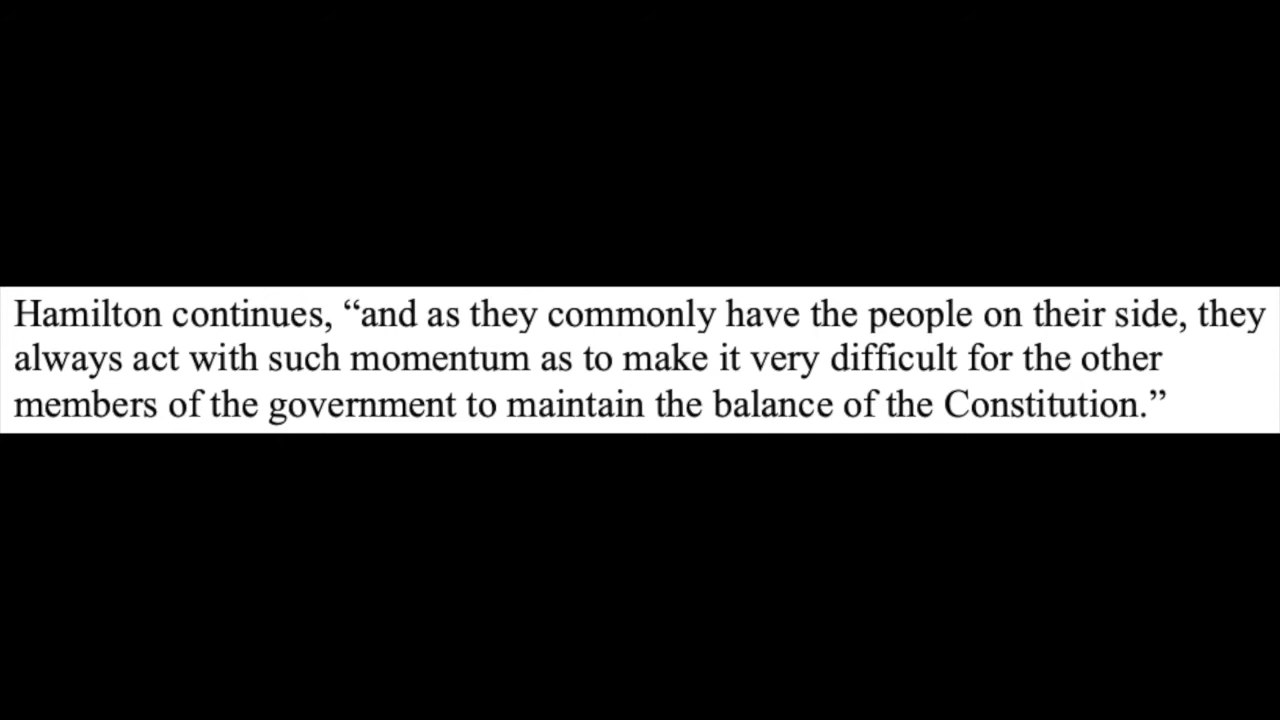 Hamilton continues, “and as they commonly have the people on their side, they
always act with such momentum as to make it very difficult for the other
members of the government to maintain the balance of the Constitution.”